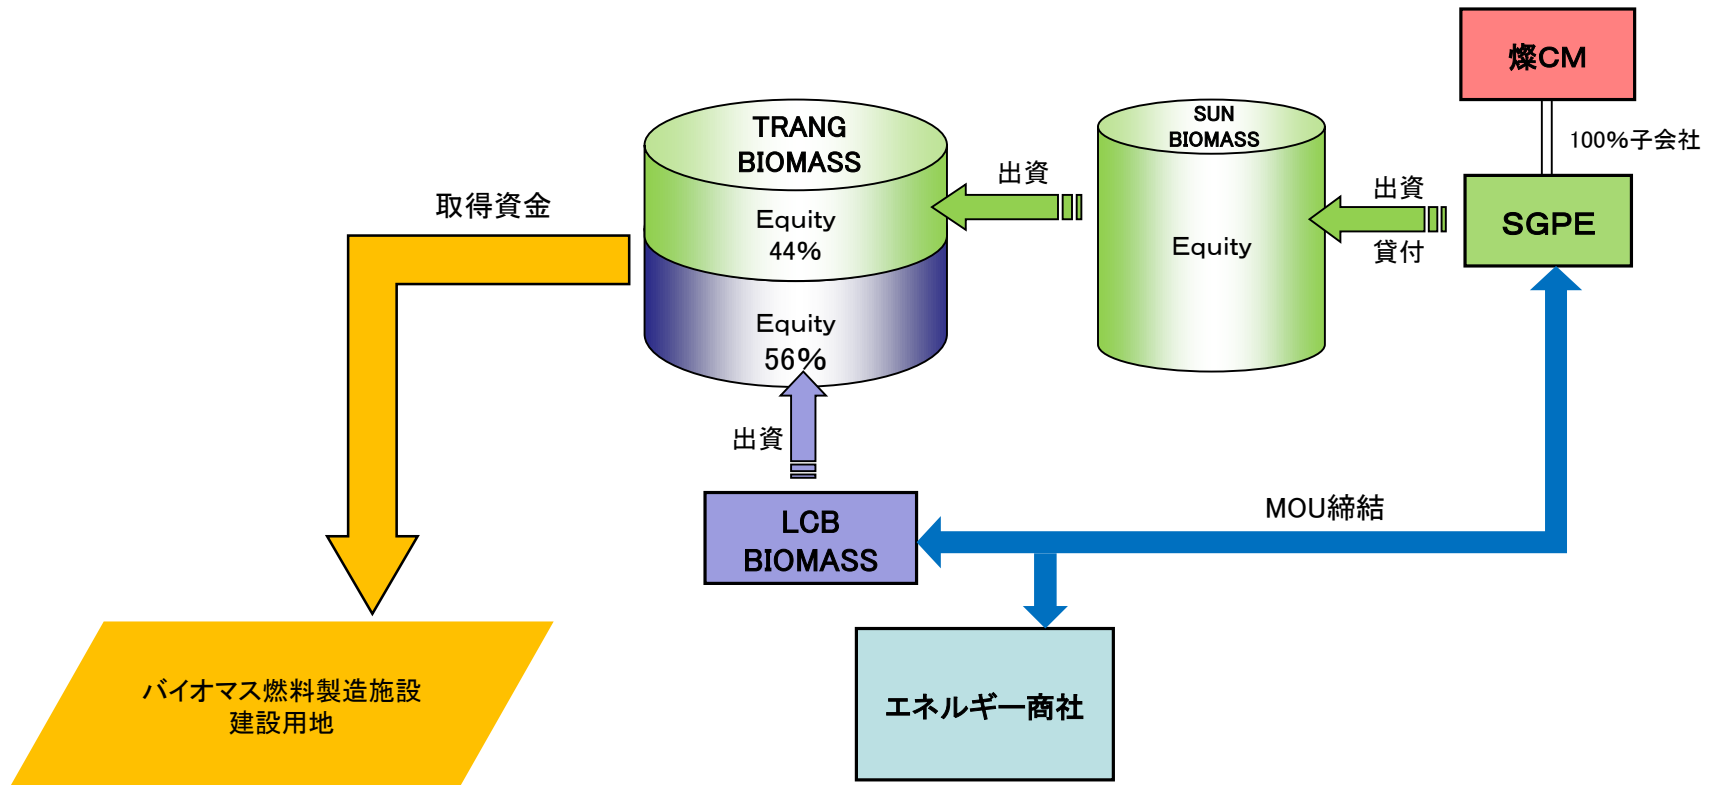 燦CM
100%子会社
SGPE
出資
貸付
SUN
BIOMASS
Equity
出資
TRANG
BIOMASS
Equity
44%
Equity
56%
取得資金
出資
LCB
BIOMASS
MOU締結
エネルギー商社
バイオマス燃料製造施設
建設用地